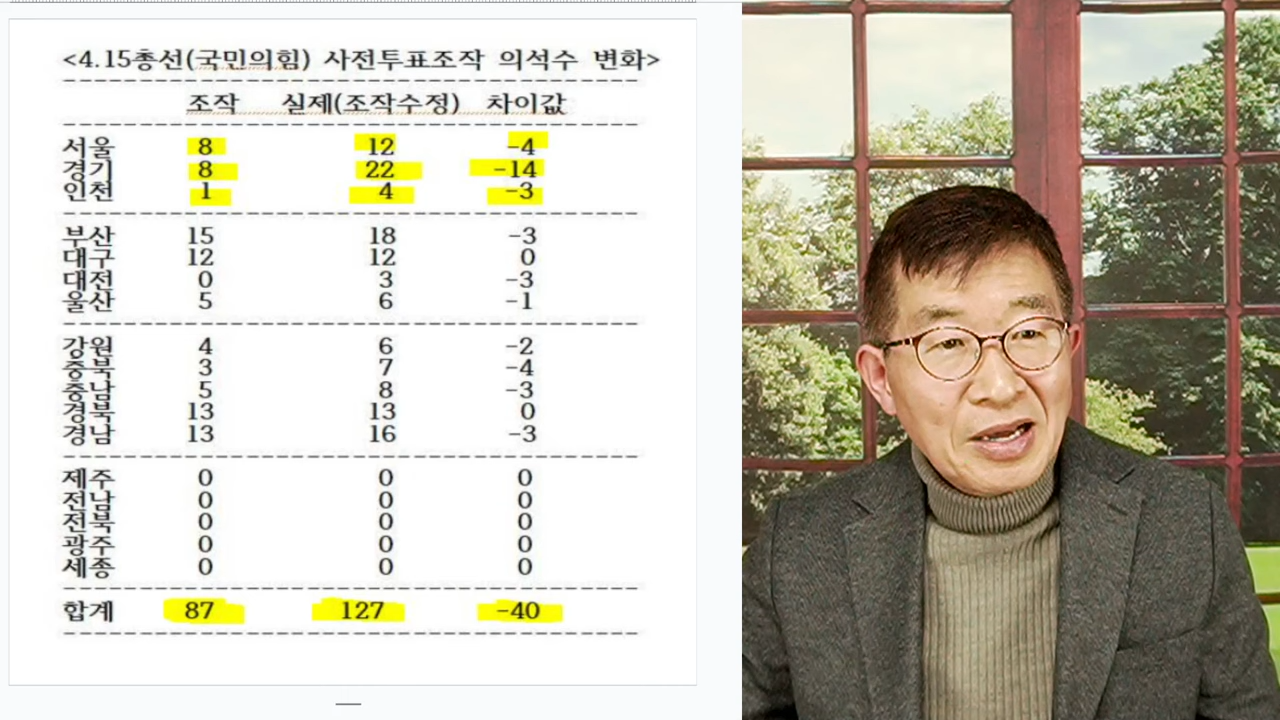 <4.15총선(국민의힘) 사전투표조작 의석수 변화>
조작 실제(조작수정) 차이값
서울 8 12 -4
경기 8 22 -14
인천 1 4 -3
부산 15 18 -3
대구 12 12 0
대전 0 3 -3
울산 5 6 -1
강원 4 6 -2
충북 3 7 -4
충남 5 8 -3
경북 13 13 0
경남 13 16 -3
제주 0 0 0
전남 0 0 0
전북 0 0 0
광주 0 0 0
세종 0 0 0
합계 87 127 -40